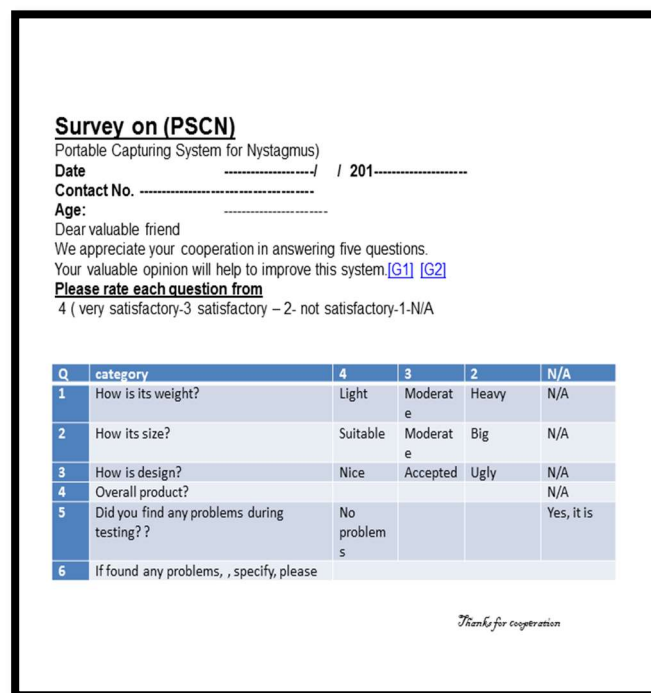 Survey on (PSCN)
Portable Capturing System for Nystagmus)
Date --------------------/ / 201---------------------
Contact No. ---------------------------------------
Age: -----------------------
Dear valuable friend
We appreciate your cooperation in answering five questions.
Your valuable opinion will help to improve this system.[G1] [G2]
Please rate each question from
4 ( very satisfactory-3 satisfactory – 2- not satisfactory-1-N/A
Q category 4 3 2 N/A
1 How is its weight? Light Moderat Heavy N/A
e
2 How its size? Suitable Moderat Big N/A
e
3 How is design? Nice Accepted Ugly N/A
4 Overall product? N/A
5 Did you find any problems during No Yes, it is
testing? ? problem
s
6 If found any problems, , specify, please
Thanks for cooperation